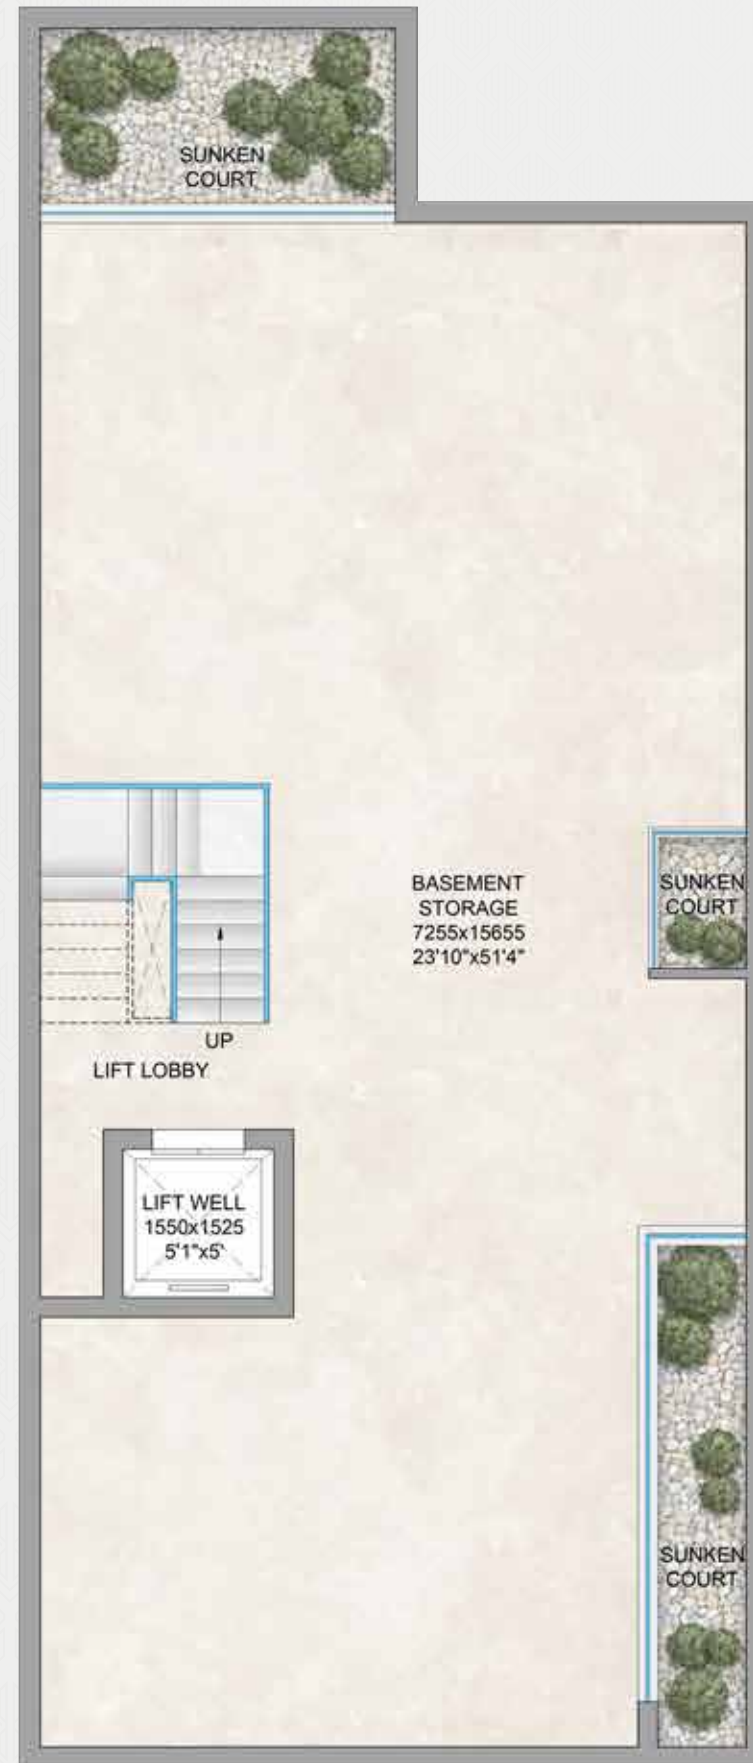 SUNKEN
COURT
BASEMENT
STORAGE
7255x15655
23'10"x51'4"
SUNKEN
COURT
UP
LIFT LOBBY
LIFT WELL
1550x1525
5'1"x5'
SUNKEN
COURT